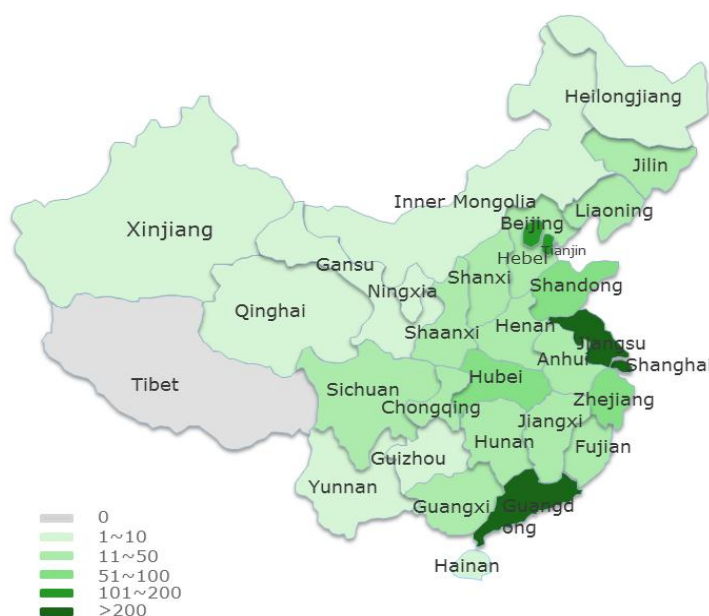 Heilongjiang
Jilin
Inner Mongolia
Liaoning
Beijing
Tianjin
Xinjiang
Gansu
Hebei
Shanxi
Shandong
Ningxia
Qinghai
Shaanxi
Henan
Jiangsu
Anhui
Shanghai
Tibet
Sichuan
Hubei
Chongqing
Zhejiang
Jiangxi
Hunan
Fujian
Guizhou
Yunnan
Guangxi
Guangd
ong
Hainan
0
1~10
11~50
51~100
101~200
>200